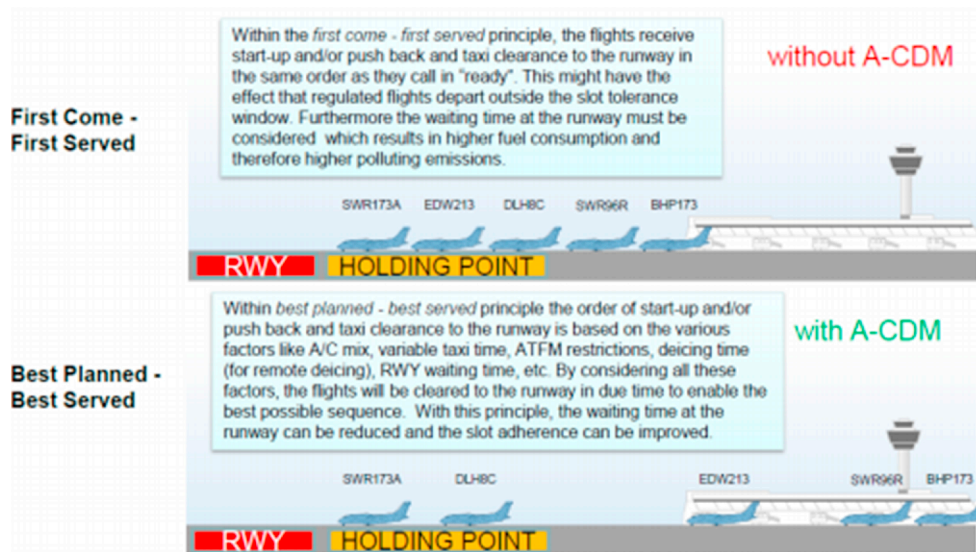 Within the first come - first served principle, the flights receive
start-up and/or push back and taxi clearance to the runway in
the same order as they call in "ready". This might have the
effect that regulated flights depart outside the slot tolerance
window. Furthermore the waiting time at the runway must be
considered which results in higher fuel consumption and
therefore higher polluting emissions.
without A-CDM
First Come -
First Served
SWR173A EDW213 DLH8C SWR96R BHP173
RWY HOLDING POINT
Within best planned - best served principle the order of start-up and/or
push back and taxi clearance to the runway is based on the various
factors like A/C mix, variable taxi time, ATFM restrictions, deicing time
(for remote deicing), RWY waiting time, etc. By considering all these
factors, the flights will be cleared to the runway in due time to enable the
best possible sequence. With this principle, the waiting time at the
runway can be reduced and the slot adherence can be improved.
with A-CDM
Best Planned -
Best Served
SWR173A DLH8C EDW213 SWR96R BHP173
RWY HOLDING POINT